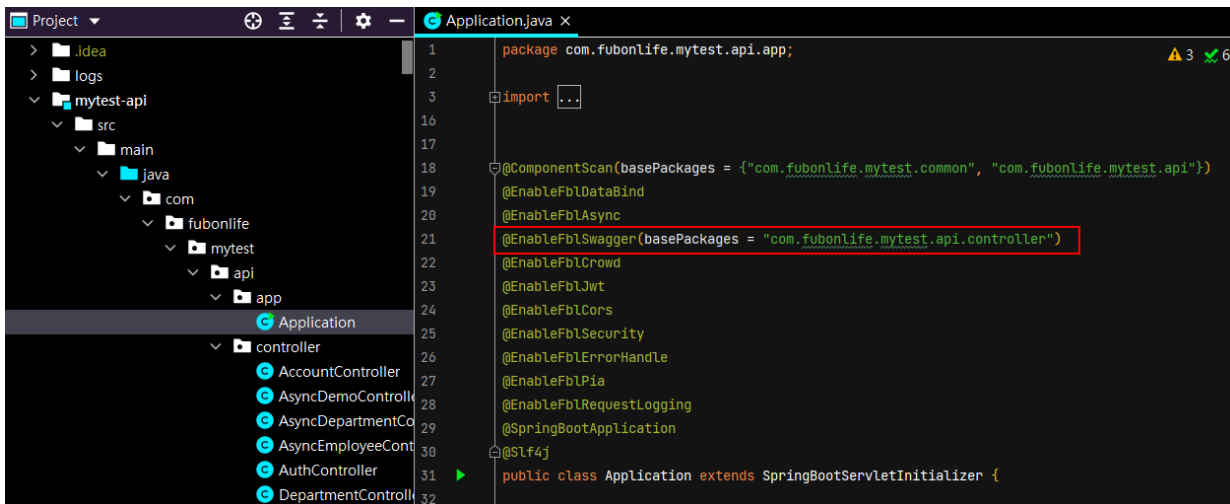 Project
.idea
logs
mytest-api
src
main
java
com
fubonlife
mytest
api
app
Application
controller
AccountController
AsyncDemoControlle
AsyncDepartmentCo
AsyncEmployeeCont
AuthController
DepartmentControll
Application.java ×
3 6
1 package com.fubonlife.mytest.api.app;
2
3 import ...
16
17
18 @ComponentScan(basePackages = {"com.fubonlife.mytest.common", "com.fubonlife.mytest.api"})
19 @EnableFblDataBind
20 @EnableFblAsync
21 @EnableFblSwagger(basePackages = "com.fubonlife.mytest.api.controller")
22 @EnableFblCrowd
23 @EnableFblJwt
24 @EnableFblCors
25 @EnableFblSecurity
26 @EnableFblErrorHandle
27 @EnableFblPia
28 @EnableFblRequestLogging
29 @SpringBootApplication
30 @Slf4j
31 public class Application extends SpringBootServletInitializer {
32